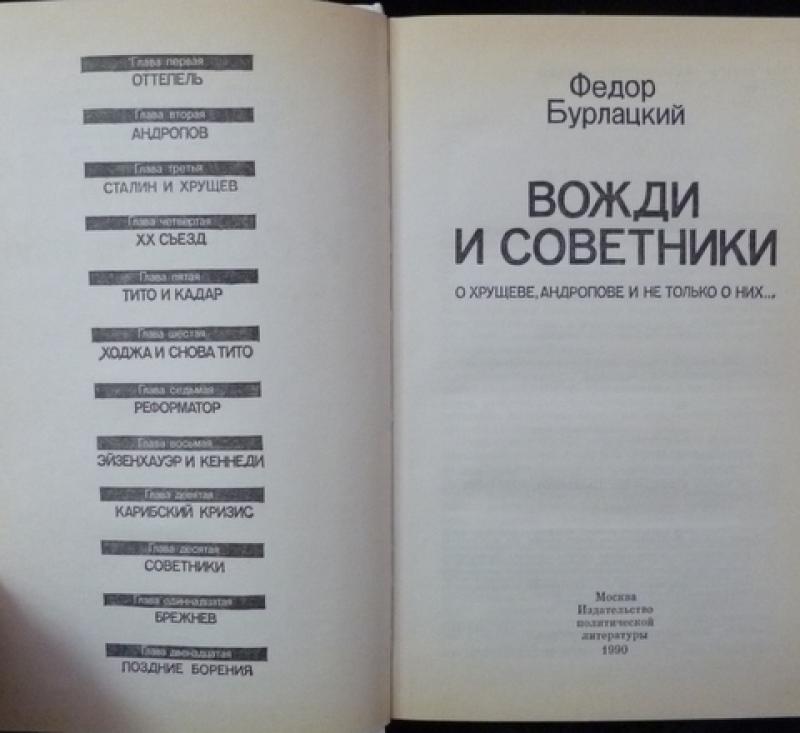 Глава первая
ОТТЕПЕЛЬ
Глава вторая
АНДРОПОВ
Глава третья
СТАЛИН И ХРУЩЕВ
Глава четвертая
XX СЪЕЗД
Глава пятая
ТИТО И КАДАР
Глава шестая
ХОДЖА И СНОВА ТИТО
Глава седьмая
РЕФОРМАТОР
Глава восьмая
ЭЙЗЕНХАУЭР И КЕННЕДИ
Глава девятая
КАРИБСКИЙ КРИЗИС
Глава десятая
СОВЕТНИКИ
Глава одиннадцатая
БРЕЖНЕВ
Глава двенадцатая
ПОЗДНИЕ БОРЕНИЯ
Федор
Бурлацкий
ВОЖДИ
И СОВЕТНИКИ
О ХРУЩЕВЕ, АНДРОПОВЕ И НЕ ТОЛЬКО О НИХ...
Москва
Издательство
политической
литературы
1990